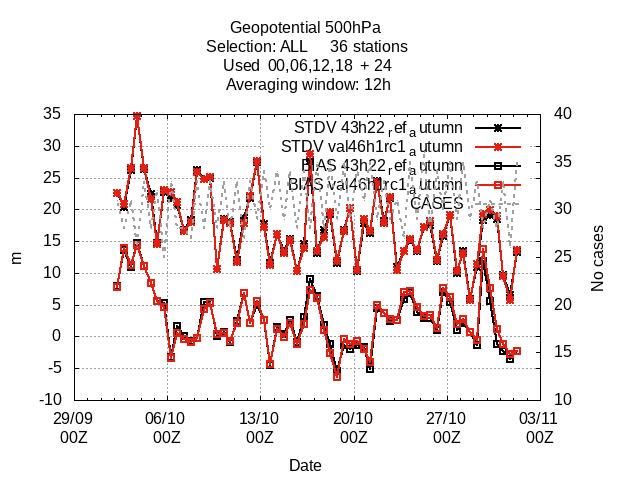 Geopotential 500hPa
Selection: ALL 36 stations
Used 00,06,12,18 + 24
Averaging window: 12h
35 40
STDV 43h22_ref_autumn
STDV val46h1rc1_autumn
30 35
BIAS 43h22_ref_autumn
25 BIAS val46h1rc1_autumn
CASES
20 30
15
m No cases
10 25
5 20
0
-5 15
-10 10
29/09 06/10 13/10 20/10 27/10 03/11
00Z 00Z 00Z 00Z 00Z 00Z
Date